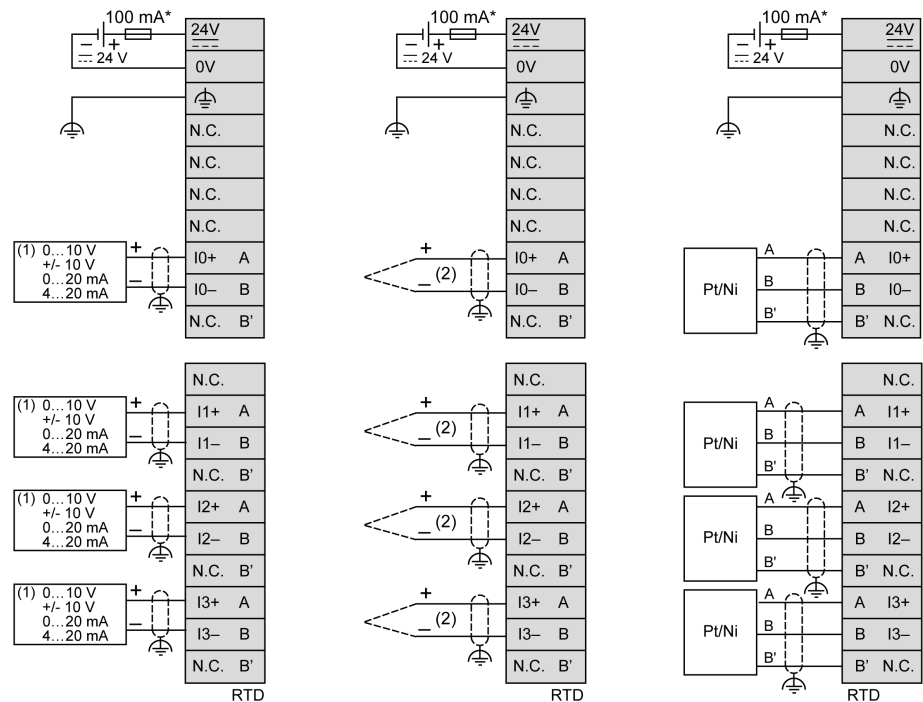 100 mA*
24V
– +
24 V
0V
N.C.
N.C.
N.C.
N.C.
(1) 0...10 V
+/- 10 V
0...20 mA
4...20 mA
+
–
I0+ A
I0– B
N.C. B'
N.C.
(1) 0...10 V
+/- 10 V
0...20 mA
4...20 mA
+
–
I1+ A
I1– B
N.C. B'
(1) 0...10 V
+/- 10 V
0...20 mA
4...20 mA
+
–
I2+ A
I2– B
N.C. B'
(1) 0...10 V
+/- 10 V
0...20 mA
4...20 mA
+
–
I3+ A
I3– B
N.C. B'
RTD
100 mA*
24V
– +
24 V
0V
N.C.
N.C.
N.C.
N.C.
+
– (2)
I0+ A
I0– B
N.C. B'
N.C.
+
– (2)
I1+ A
I1– B
N.C. B'
+
– (2)
I2+ A
I2– B
N.C. B'
+
– (2)
I3+ A
I3– B
N.C. B'
RTD
100 mA*
24V
– +
24 V
0V
N.C.
N.C.
N.C.
N.C.
Pt/Ni
A
B
B'
A I0+
B I0–
B' N.C.
N.C.
Pt/Ni
A
B
B'
A I1+
B I1–
B' N.C.
Pt/Ni
A
B
B'
A I2+
B I2–
B' N.C.
Pt/Ni
A
B
B'
A I3+
B I3–
B' N.C.
RTD